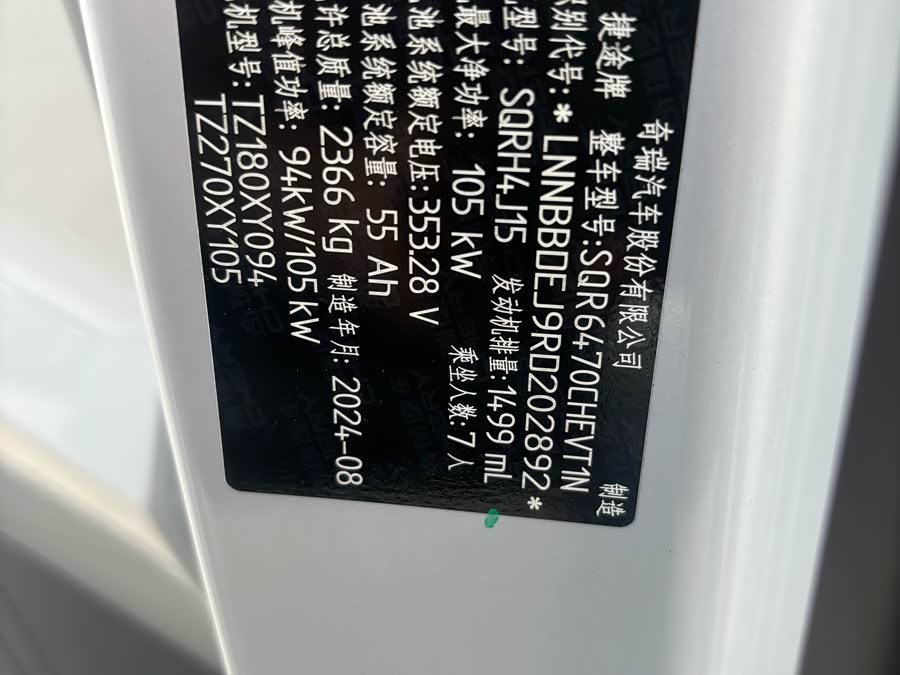 奇瑞汽车股份有限公司 制造
捷途牌 整车型号:SQR6470CHEVT1N
识别代号:*LNNBBDEJ9RD202892*
机型号: SQRH4J15 发动机排量:1499 mL
最大净功率: 105 kW 乘坐人数:7人
池系统额定电压:353.28 V
池系统额定容量: 55 Ah
许总质量: 2366 kg 制造年月: 2024-08
机峰值功率: 94kW/105kW
机型号: TZ180XY094
TZ270XY105